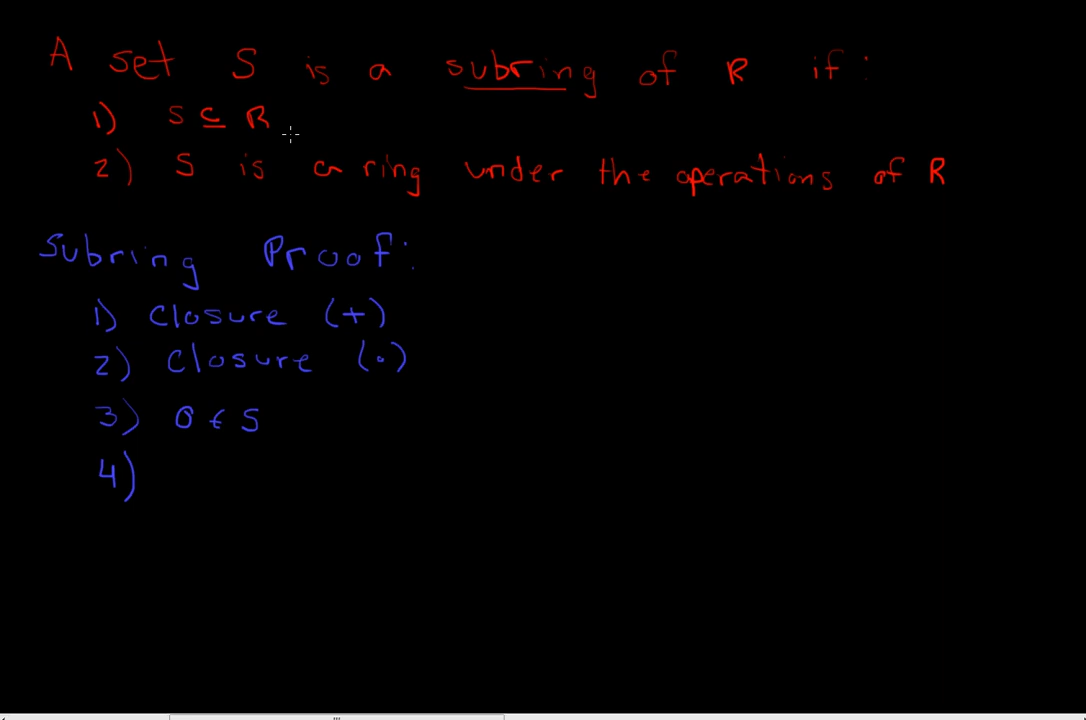 A set S is a subring of R if:
1) S ⊆ R
2) S is a ring under the operations of R
Subring Proof:
1) Closure (+)
2) Closure (•)
3) 0 ∈ S
4)